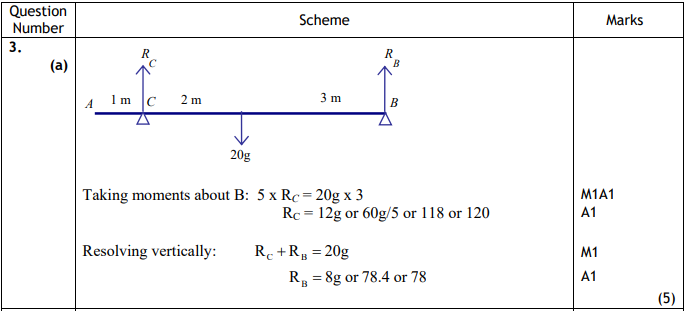 Question Number Scheme Marks
3.
(a)
R_C R_B
A 1 m C 2 m 3 m B
20g
Taking moments about B: 5 x R_C = 20g x 3 M1A1
R_C = 12g or 60g/5 or 118 or 120 A1
Resolving vertically: R_C + R_B = 20g M1
R_B = 8g or 78.4 or 78 A1
(5)